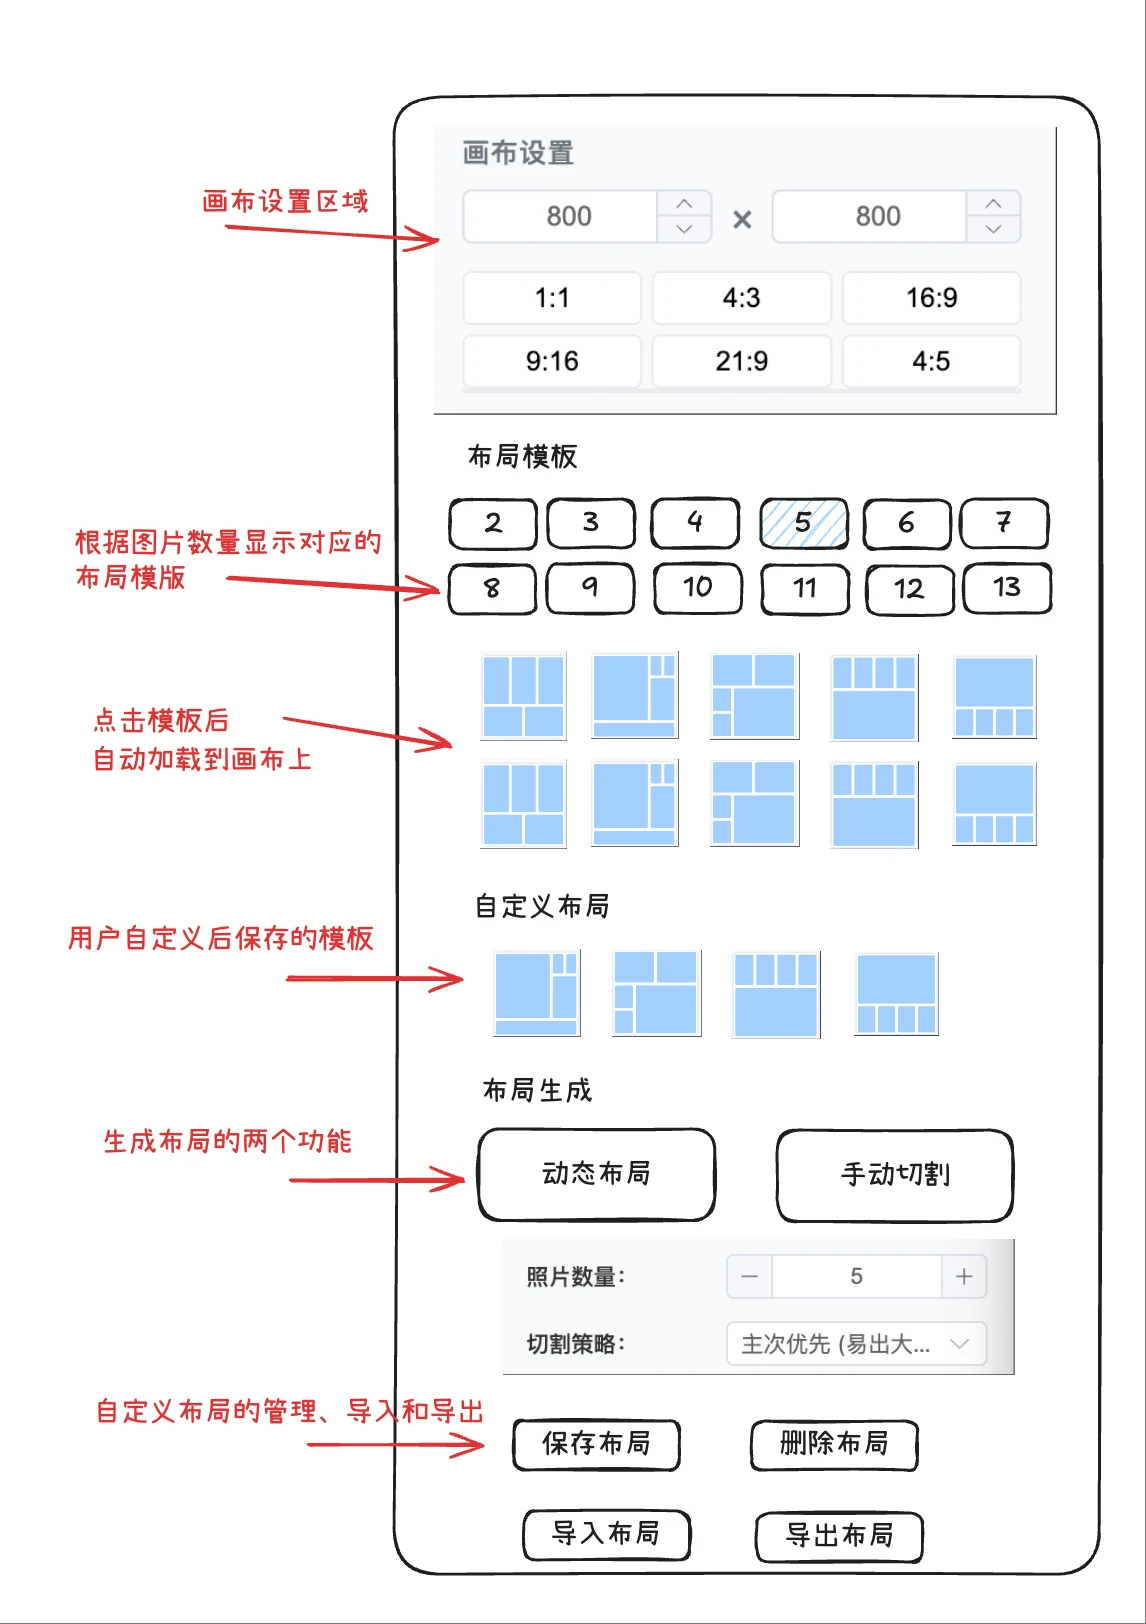 画布设置
画布设置区域
800 × 800
1:1 4:3 16:9
9:16 21:9 4:5
布局模板
2 3 4 5 6 7
根据图片数量显示对应的
布局模版
8 9 10 11 12 13
点击模板后
自动加载到画布上
自定义布局
用户自定义后保存的模板
布局生成
生成布局的两个功能
动态布局 手动切割
照片数量: 5
切割策略: 主次优先 (易出大...
自定义布局的管理、导入和导出
保存布局 删除布局
导入布局 导出布局